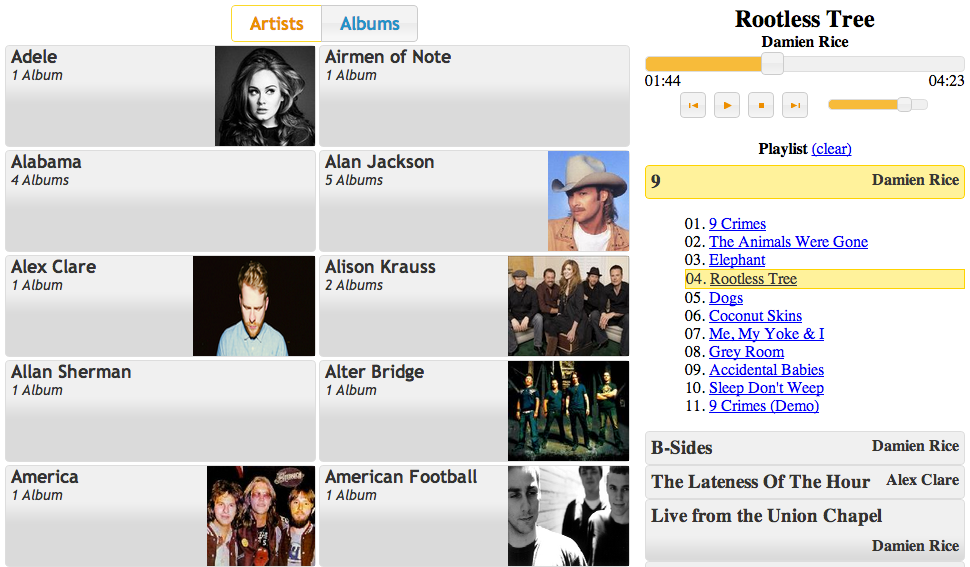 Artists Albums
Adele
1 Album
Airmen of Note
1 Album
Alabama
4 Albums
Alan Jackson
5 Albums
Alex Clare
1 Album
Alison Krauss
2 Albums
Allan Sherman
1 Album
Alter Bridge
1 Album
America
1 Album
American Football
1 Album
Rootless Tree
Damien Rice
01:44 04:23
Playlist (clear)
9 Damien Rice
01. 9 Crimes
02. The Animals Were Gone
03. Elephant
04. Rootless Tree
05. Dogs
06. Coconut Skins
07. Me, My Yoke & I
08. Grey Room
09. Accidental Babies
10. Sleep Don't Weep
11. 9 Crimes (Demo)
B-Sides Damien Rice
The Lateness Of The Hour Alex Clare
Live from the Union Chapel
Damien Rice